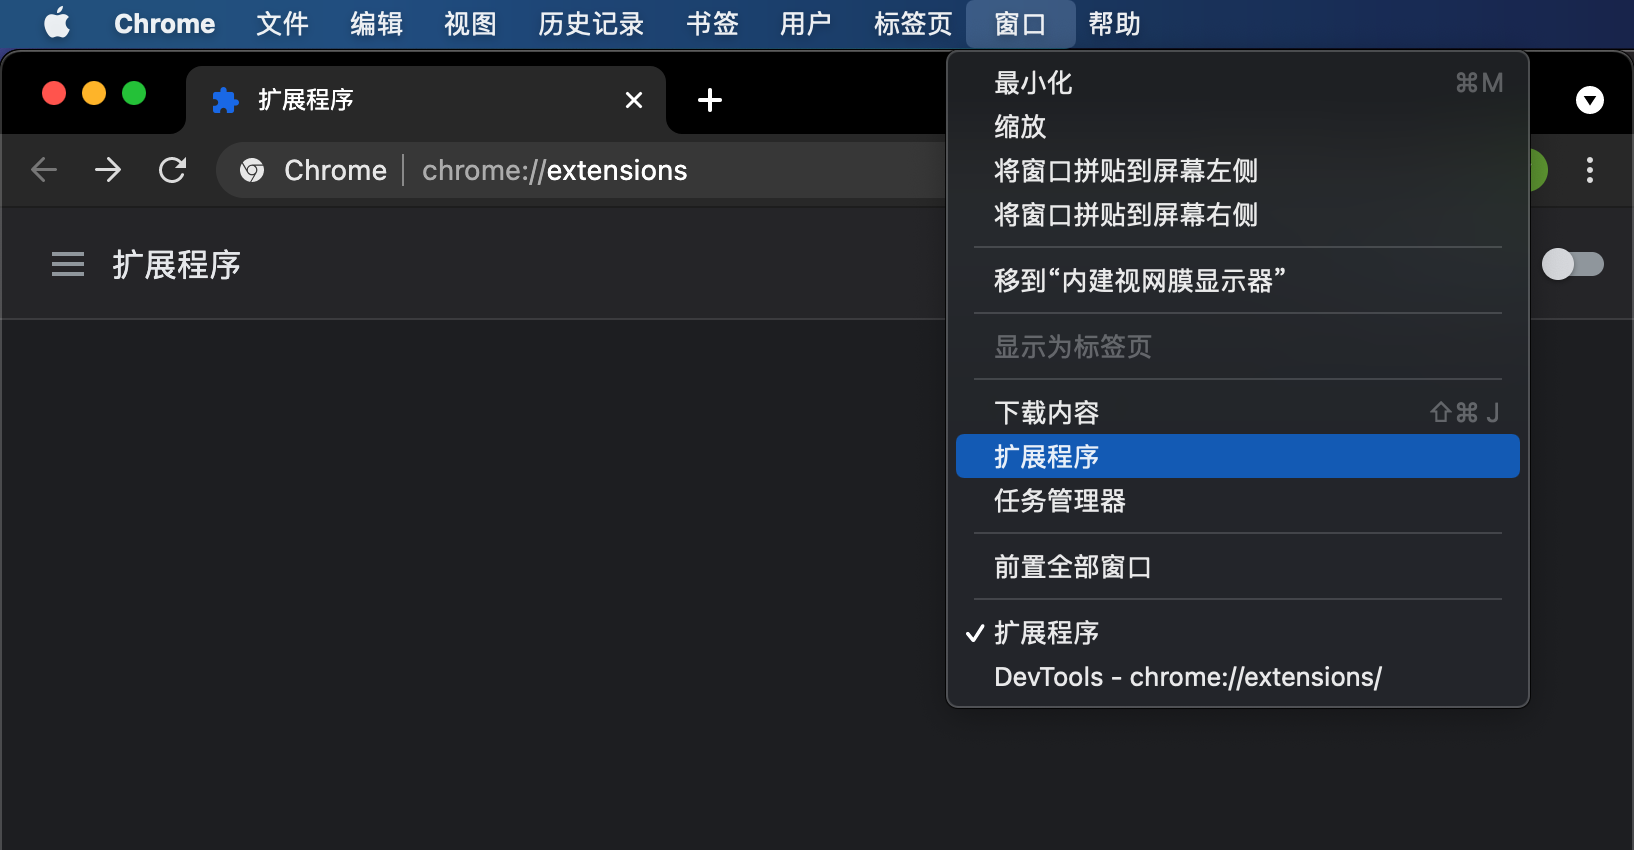 Chrome 文件 编辑 视图 历史记录 书签 用户 标签页 窗口 帮助
扩展程序
Chrome chrome://extensions
扩展程序
最小化 ⌘M
缩放
将窗口拼贴到屏幕左侧
将窗口拼贴到屏幕右侧
移到“内建视网膜显示器”
显示为标签页
下载内容 ⇧⌘J
扩展程序
任务管理器
前置全部窗口
✓ 扩展程序
DevTools - chrome://extensions/